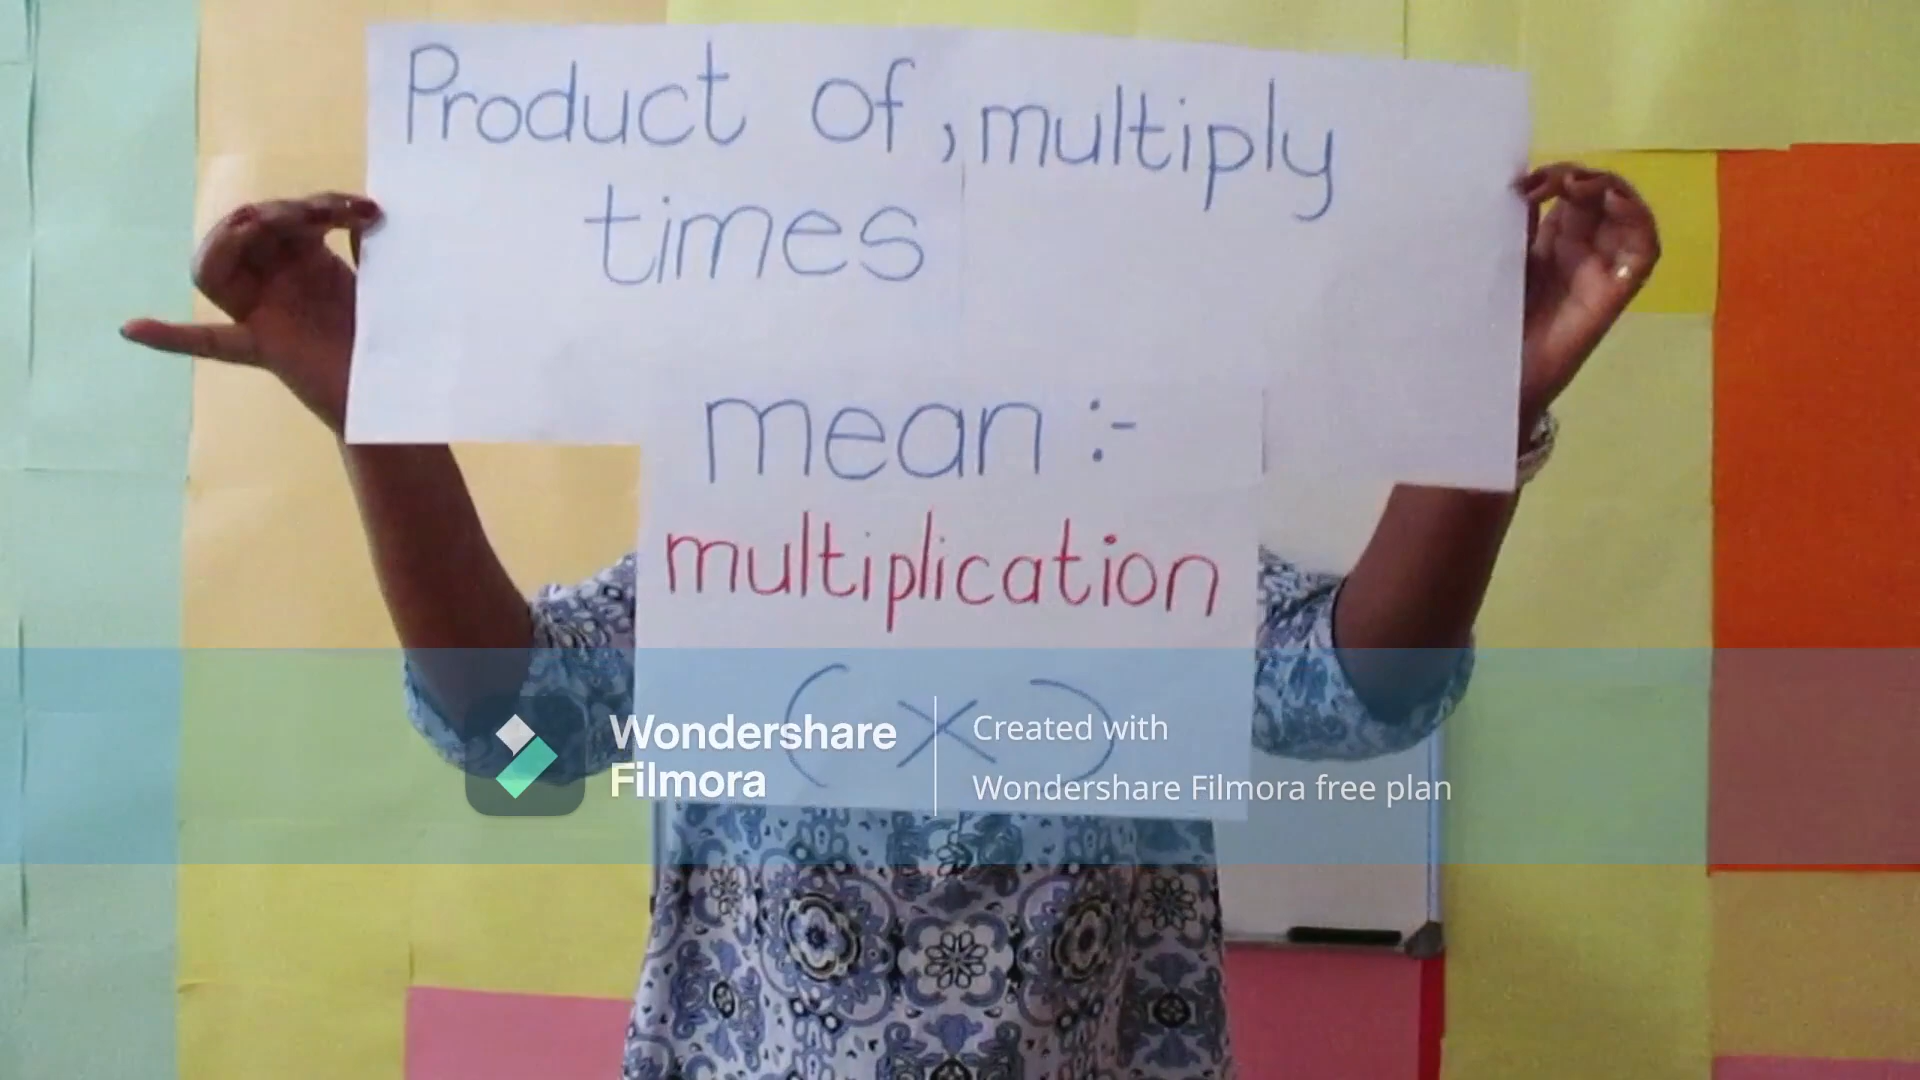 Product of, multiply
times
mean :-
multiplication
(×)
Wondershare
Filmora
Created with
Wondershare Filmora free plan